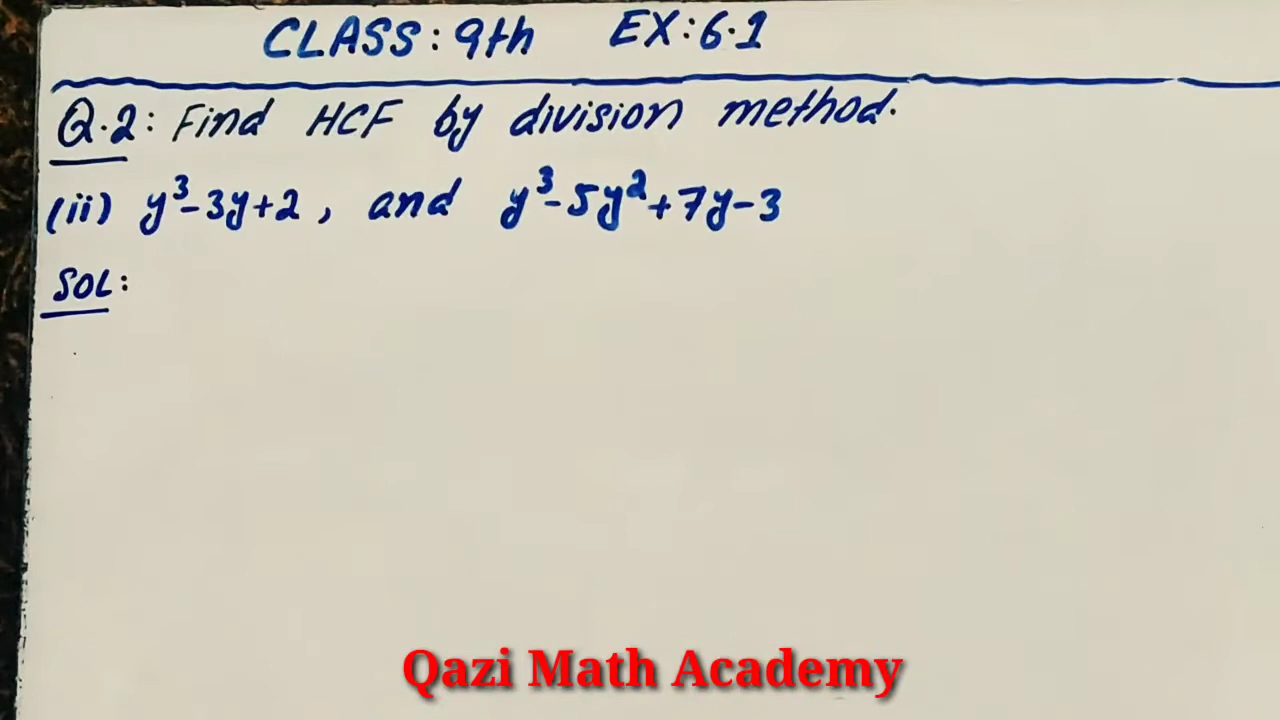 CLASS: 9th EX: 6.1
Q.2: Find HCF by division method.
(ii) y³-3y+2, and y³-5y²+7y-3
SOL:
Qazi Math Academy